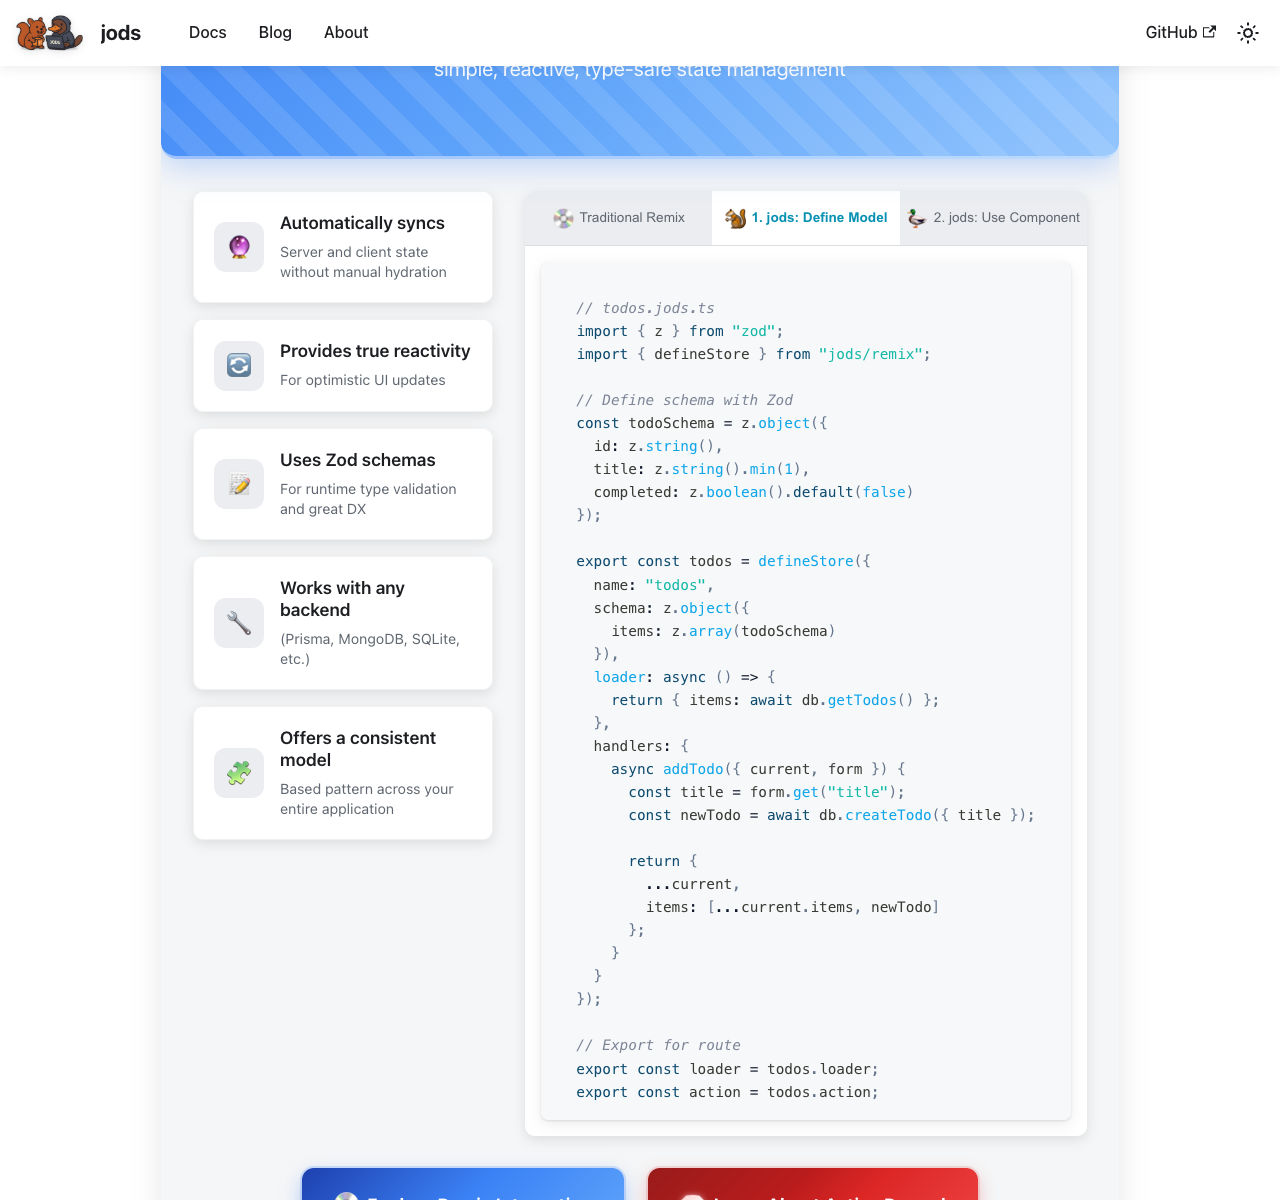 jods
Docs
Blog
About
GitHub
simple, reactive, type-safe state management
Automatically syncs
Server and client state
without manual hydration
Provides true reactivity
For optimistic UI updates
Uses Zod schemas
For runtime type validation
and great DX
Works with any
backend
(Prisma, MongoDB, SQLite,
etc.)
Offers a consistent
model
Based pattern across your
entire application
Traditional Remix
1. jods: Define Model
2. jods: Use Component
// todos.jods.ts
import { z } from "zod";
import { defineStore } from "jods/remix";
// Define schema with Zod
const todoSchema = z.object({
  id: z.string(),
  title: z.string().min(1),
  completed: z.boolean().default(false)
});
export const todos = defineStore({
  name: "todos",
  schema: z.object({
    items: z.array(todoSchema)
  }),
  loader: async () => {
    return { items: await db.getTodos() };
  },
  handlers: {
    async addTodo({ current, form }) {
      const title = form.get("title");
      const newTodo = await db.createTodo({ title });
      return {
        ...current,
        items: [...current.items, newTodo]
      };
    }
  }
});
// Export for route
export const loader = todos.loader;
export const action = todos.action;